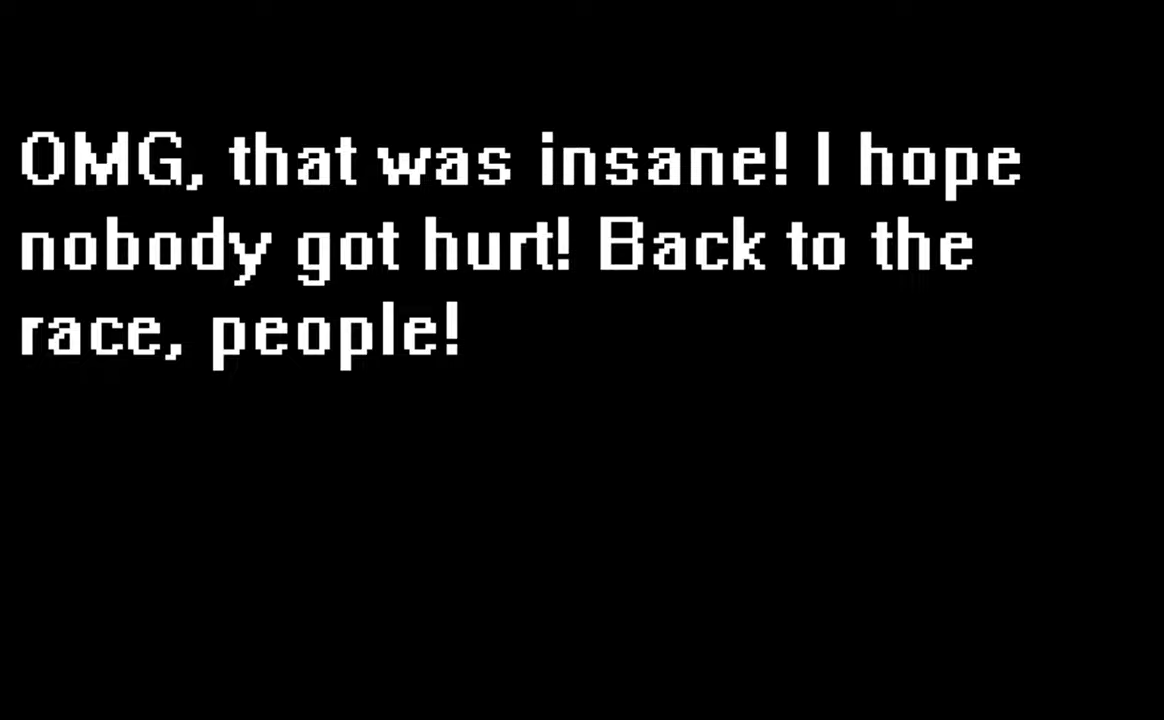 OMG, that was insane! I hope
nobody got hurt! Back to the
race, people!